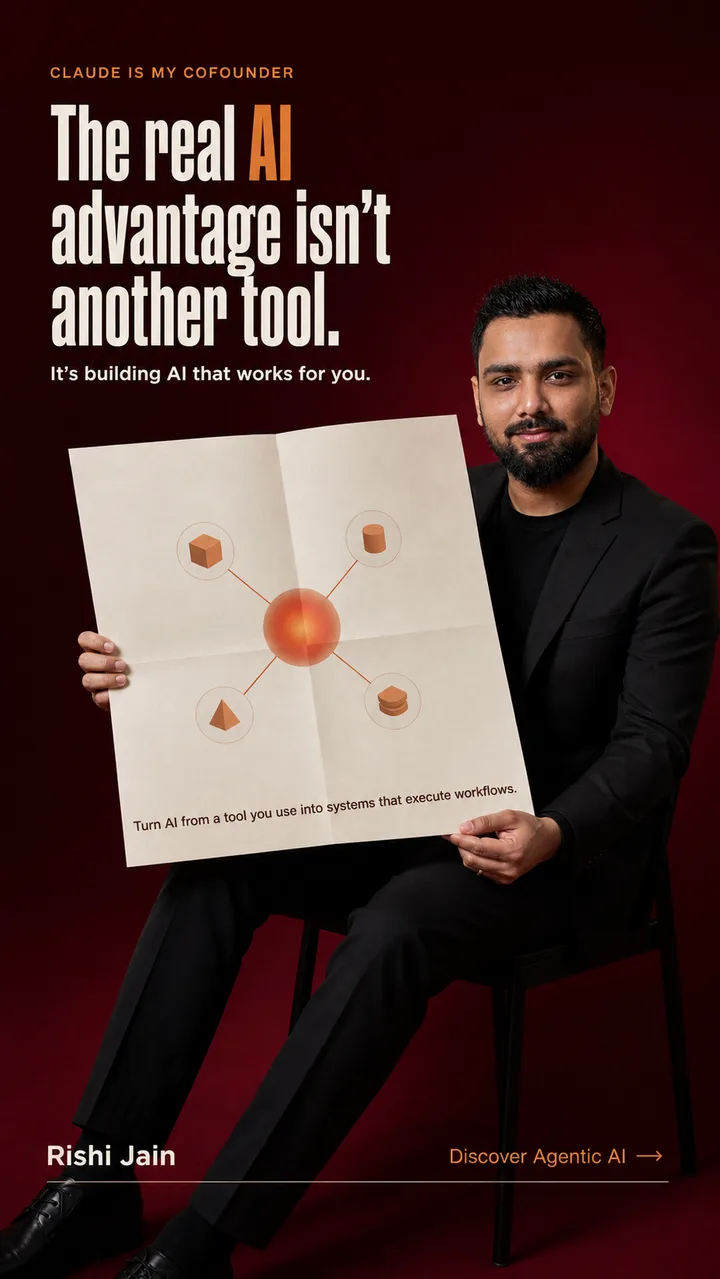 CLAUDE IS MY COFOUNDER
The real AI
advantage isn't
another tool.
It's building AI that works for you.
Turn AI from a tool you use into systems that execute workflows.
Rishi Jain
Discover Agentic AI →